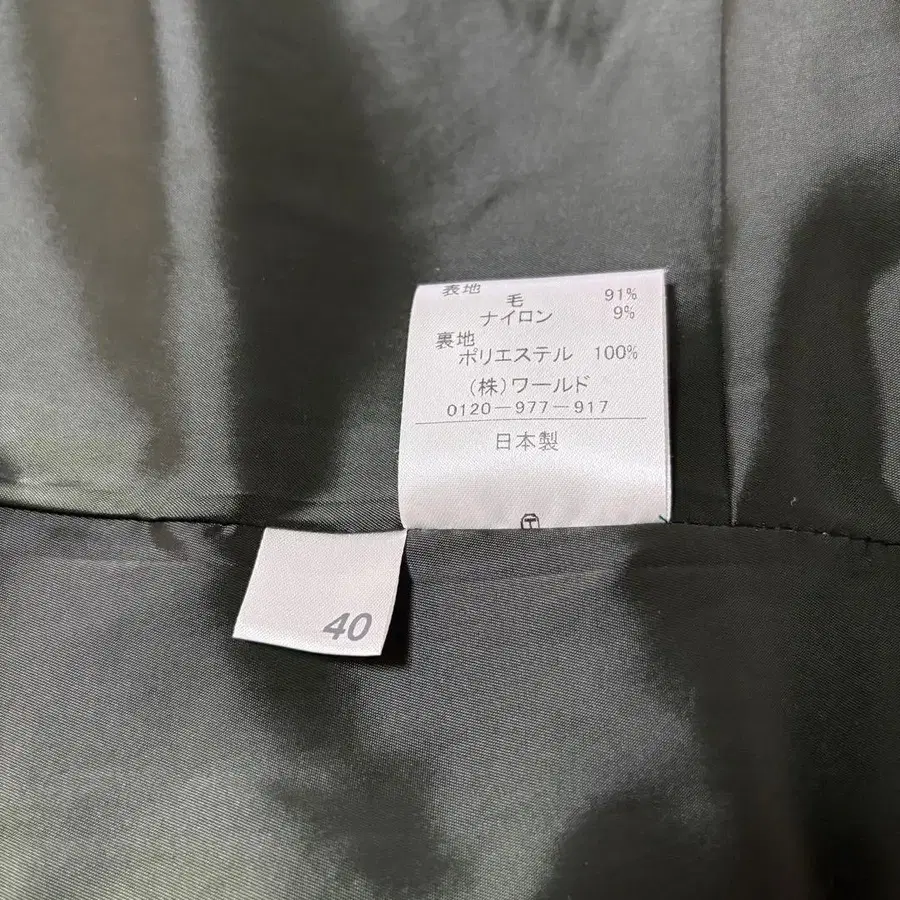 表地
毛 91%
ナイロン 9%
裏地
ポリエステル 100%
(株)ワールド
0120-977-917
日本製
T
40